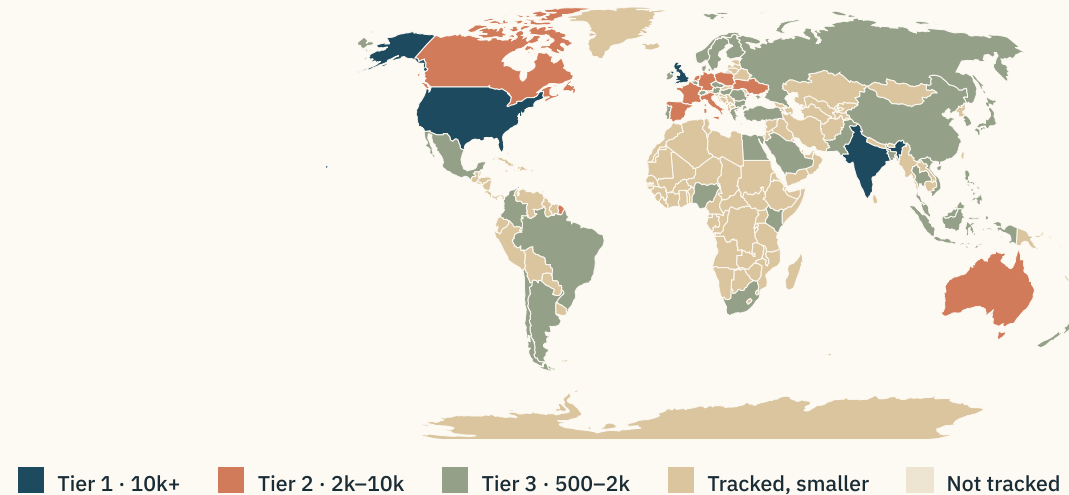 Tier 1 · 10k+
Tier 2 · 2k–10k
Tier 3 · 500–2k
Tracked, smaller
Not tracked